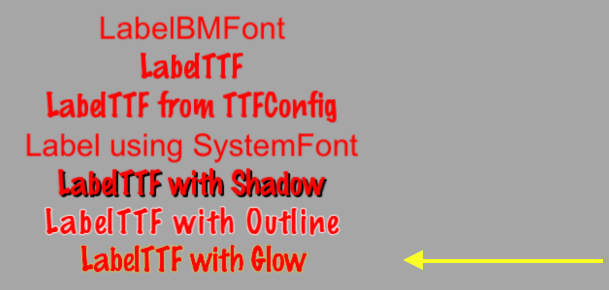 LabelBMFont
LabelTTF
LabelTTF from TTFConfig
Label using SystemFont
LabelTTF with Shadow
LabelTTF with Outline
LabelTTF with Glow